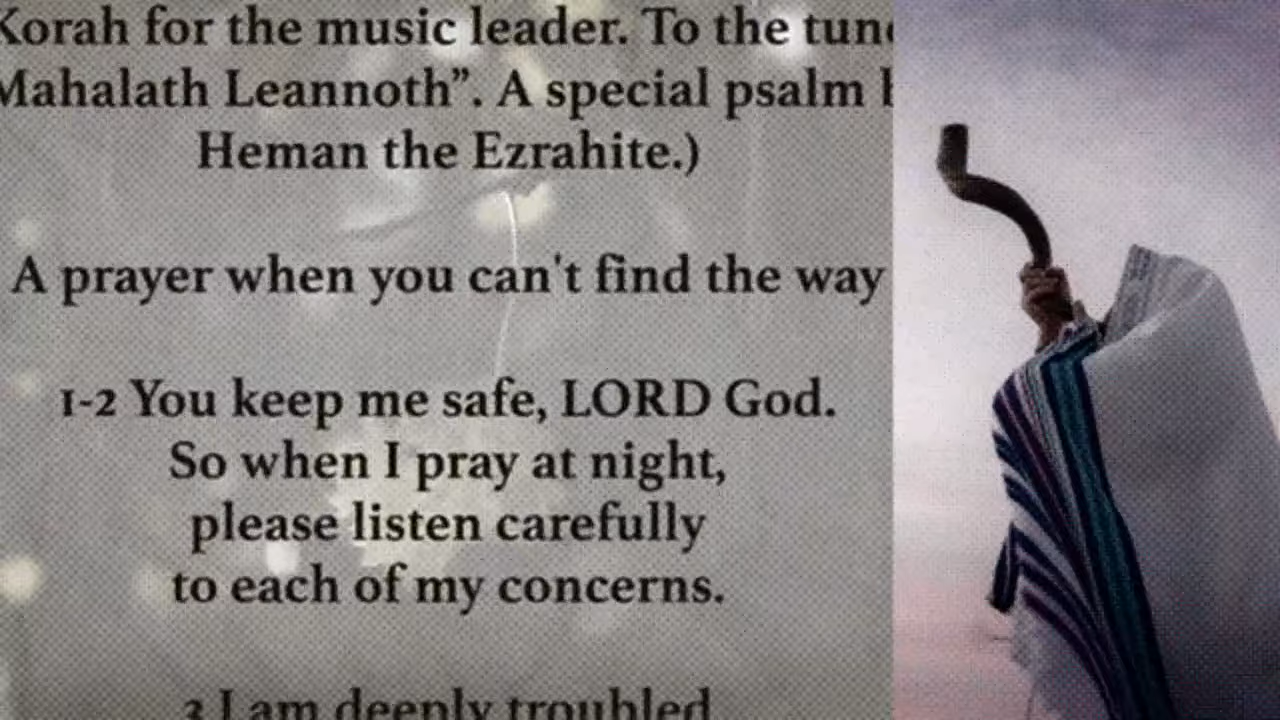 Korah for the music leader. To the tune
Mahalath Leannoth”. A special psalm
Heman the Ezrahite.)
A prayer when you can't find the way
1-2 You keep me safe, LORD God.
So when I pray at night,
please listen carefully
to each of my concerns.
3 I am deeply troubled